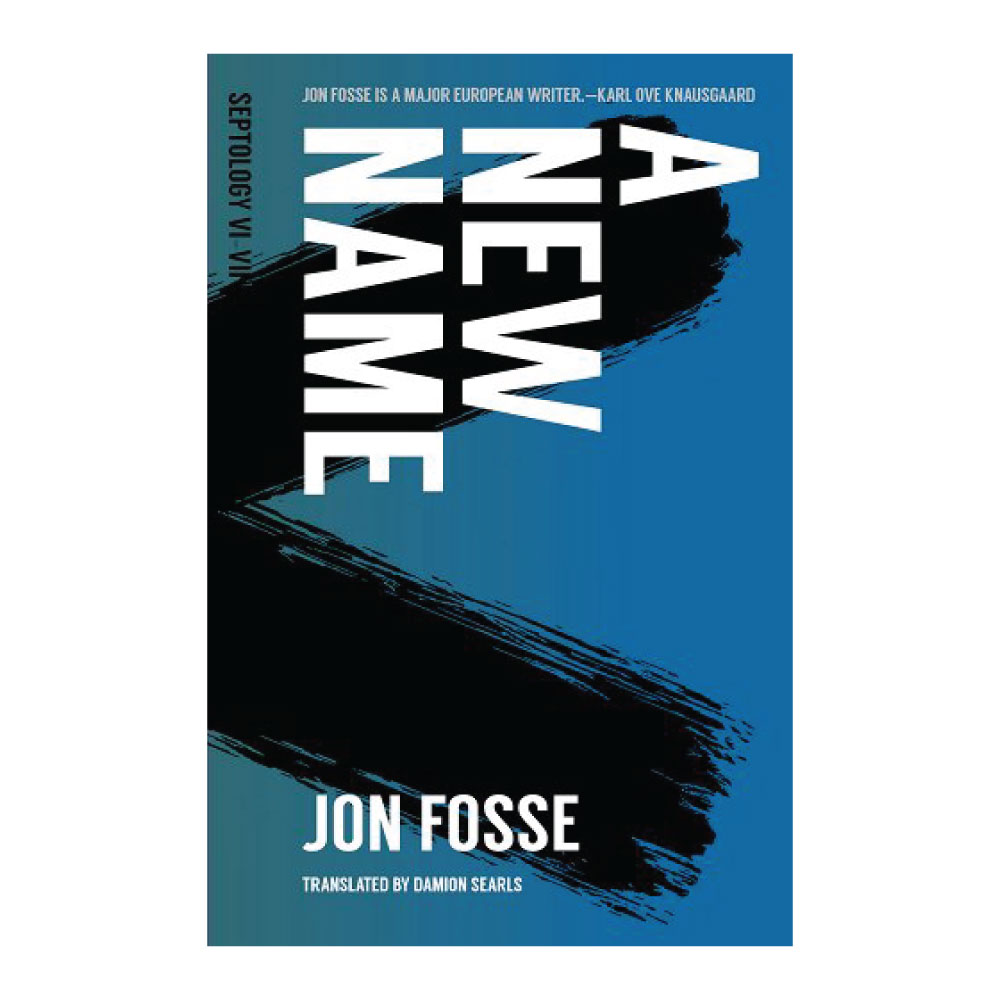 JON FOSSE IS A MAJOR EUROPEAN WRITER.—KARL OVE KNAUSGAARD
A
NEW
NAME
SEPTOLOGY VI-VII
JON FOSSE
TRANSLATED BY DAMION SEARLS